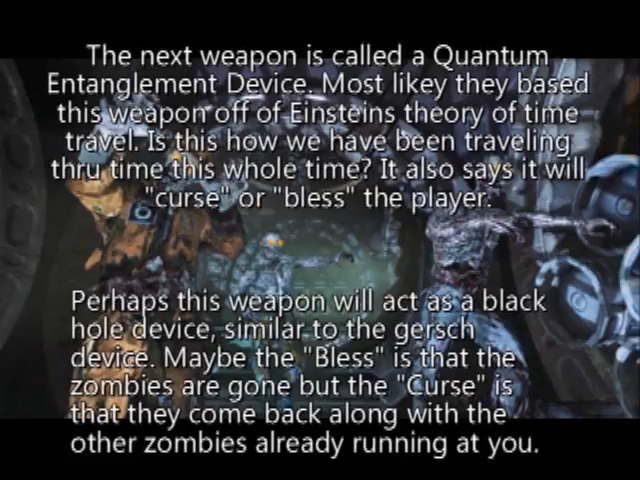 The next weapon is called a Quantum
Entanglement Device. Most likey they based
this weapon off of Einsteins theory of time
travel. Is this how we have been traveling
thru time this whole time? It also says it will
"curse" or "bless" the player.
Perhaps this weapon will act as a black
hole device, similar to the gersch
device. Maybe the "Bless" is that the
zombies are gone but the "Curse" is
that they come back along with the
other zombies already running at you.